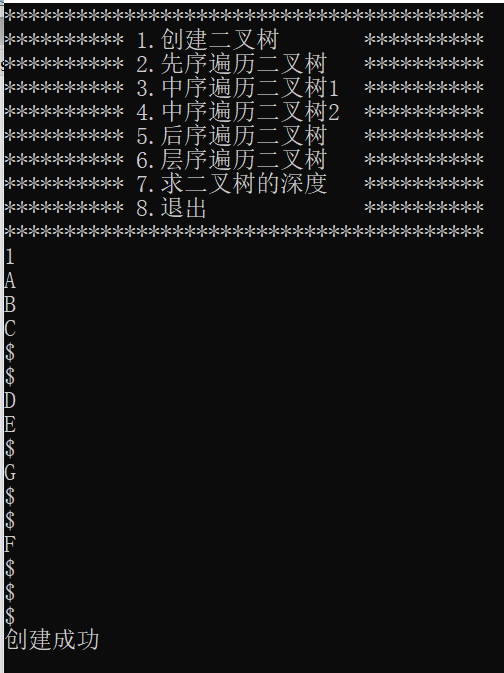 ****************************************
********** 1.创建二叉树       **********
********** 2.先序遍历二叉树   **********
********** 3.中序遍历二叉树1  **********
********** 4.中序遍历二叉树2  **********
********** 5.后序遍历二叉树   **********
********** 6.层序遍历二叉树   **********
********** 7.求二叉树的深度   **********
********** 8.退出             **********
****************************************
1
A
B
C
$
$
D
E
$
G
$
$
F
$
$
$
创建成功